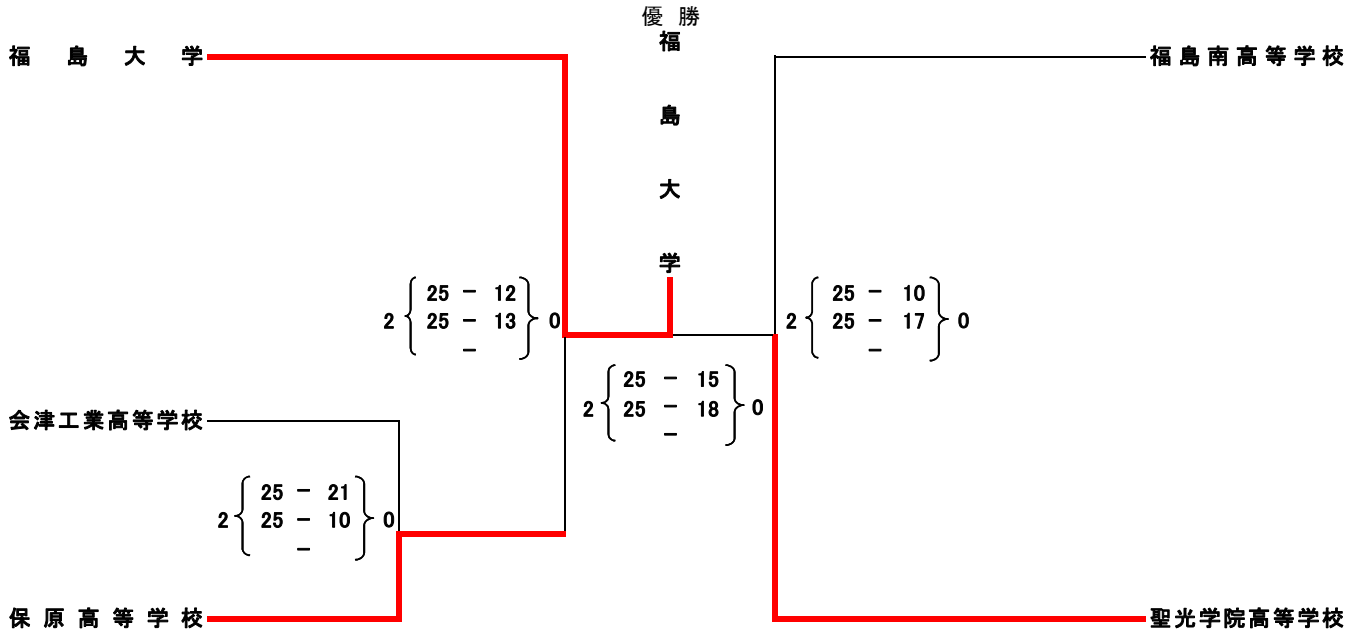 優勝
福島大学
福島大学
福島南高等学校
25 － 12
2 25 － 13 0
－
25 － 10
2 25 － 17 0
－
25 － 15
2 25 － 18 0
－
会津工業高等学校
25 － 21
2 25 － 10 0
－
保原高等学校
聖光学院高等学校